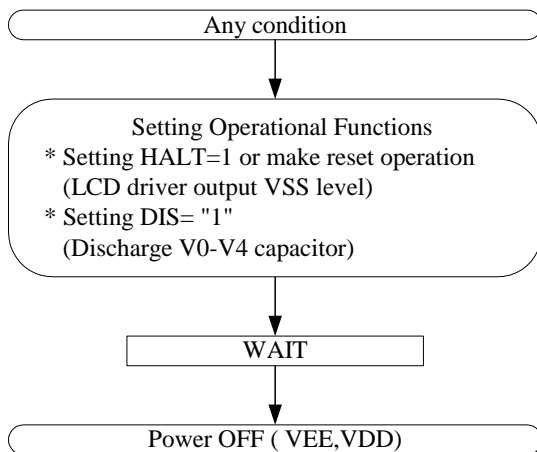 Any condition
Setting Operational Functions
* Setting HALT=1 or make reset operation
(LCD driver output VSS level)
* Setting DIS= "1"
(Discharge V0-V4 capacitor)
WAIT
Power OFF ( VEE,VDD)